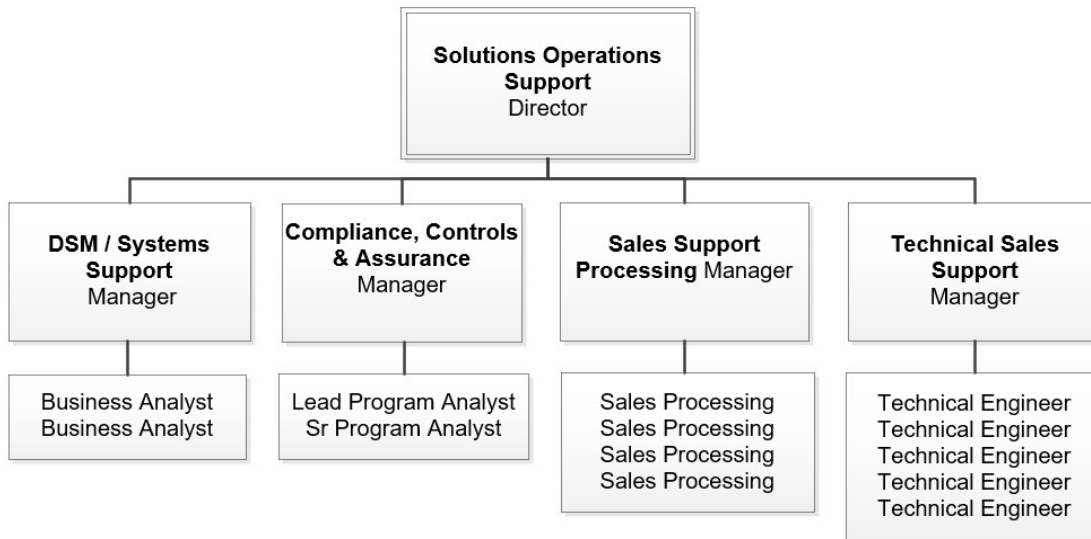 Solutions Operations
Support
Director
DSM / Systems
Support
Manager
Compliance, Controls
& Assurance
Manager
Sales Support
Processing Manager
Technical Sales
Support
Manager
Business Analyst
Business Analyst
Lead Program Analyst
Sr Program Analyst
Sales Processing
Sales Processing
Sales Processing
Sales Processing
Technical Engineer
Technical Engineer
Technical Engineer
Technical Engineer
Technical Engineer